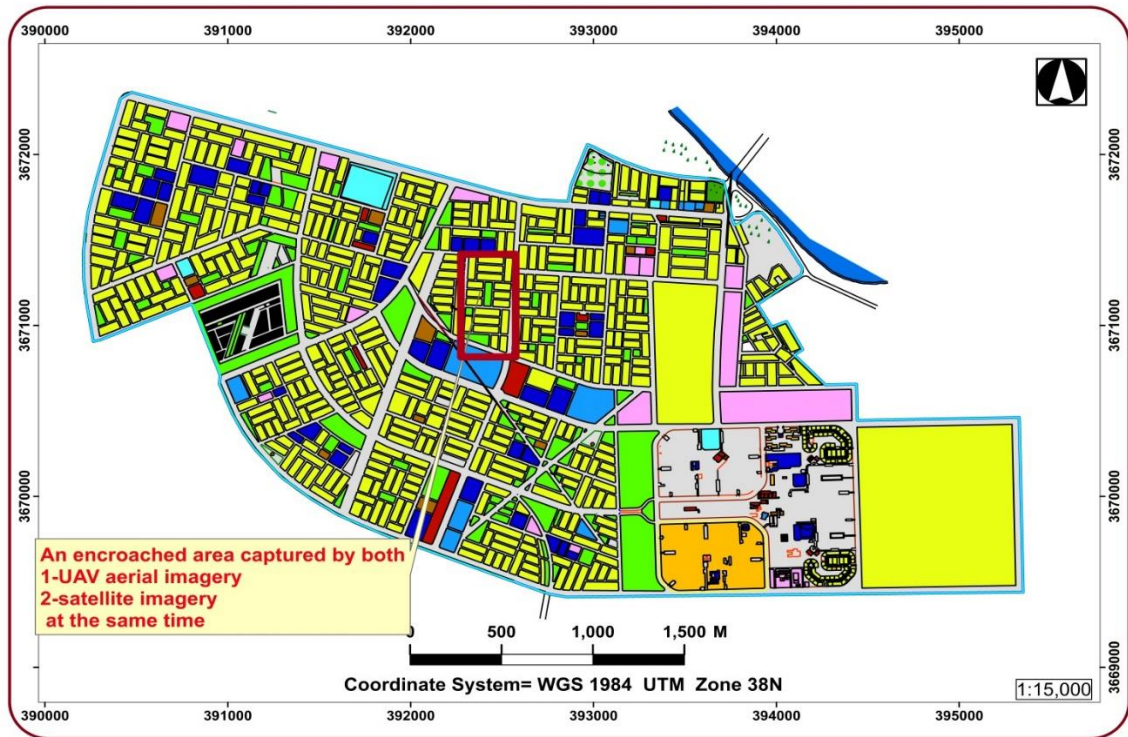 390000 391000 392000 393000 394000 395000
3672000
3672000
3671000
3671000
3670000
3670000
An encroached area captured by both
1-UAV aerial imagery
2-satellite imagery
at the same time
0 500 1,000 1,500 M
3669000
3669000
Coordinate System= WGS 1984 UTM Zone 38N
1:15,000
390000 391000 392000 393000 394000 395000